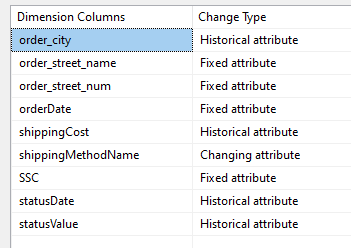 Dimension Columns Change Type
order_city Historical attribute
order_street_name Fixed attribute
order_street_num Fixed attribute
orderDate Fixed attribute
shippingCost Historical attribute
shippingMethodName Changing attribute
SSC Fixed attribute
statusDate Historical attribute
statusValue Historical attribute